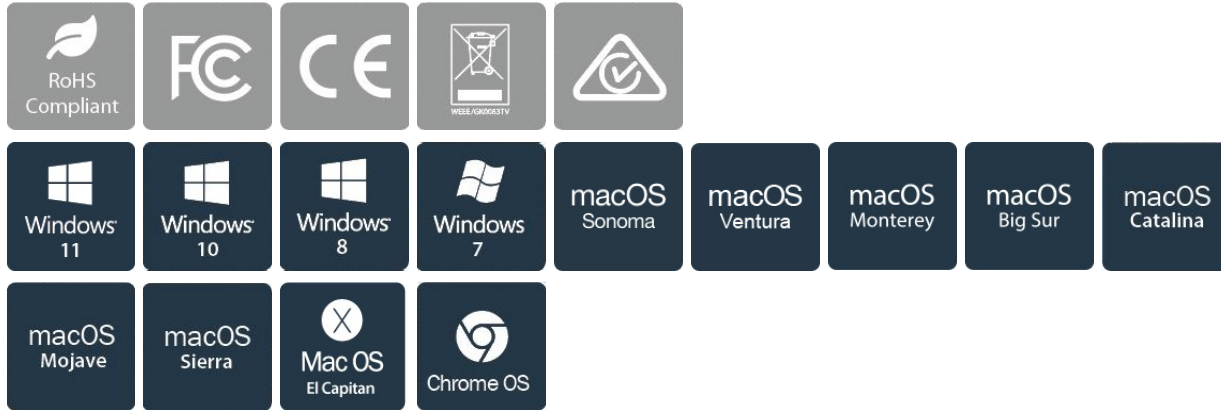 RoHS
Compliant
FC
CE
WEEE/GK0063TV
Windows
11
Windows
10
Windows
8
Windows
7
macOS
Sonoma
macOS
Ventura
macOS
Monterey
macOS
Big Sur
macOS
Catalina
macOS
Mojave
macOS
Sierra
X
Mac OS
El Capitan
Chrome OS